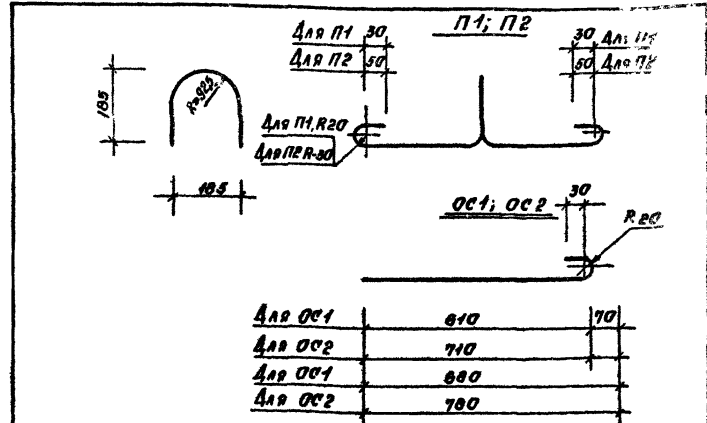 П1; П2
Для П1 30
Для П2 50
30 Для П1
50 Для П2
185
R=92,5
185
Для П1, R20
Для П2 R-30
ОС1; ОС2
30
R20
Для ОС1 610 70
Для ОС2 710
Для ОС1 680
Для ОС2 780